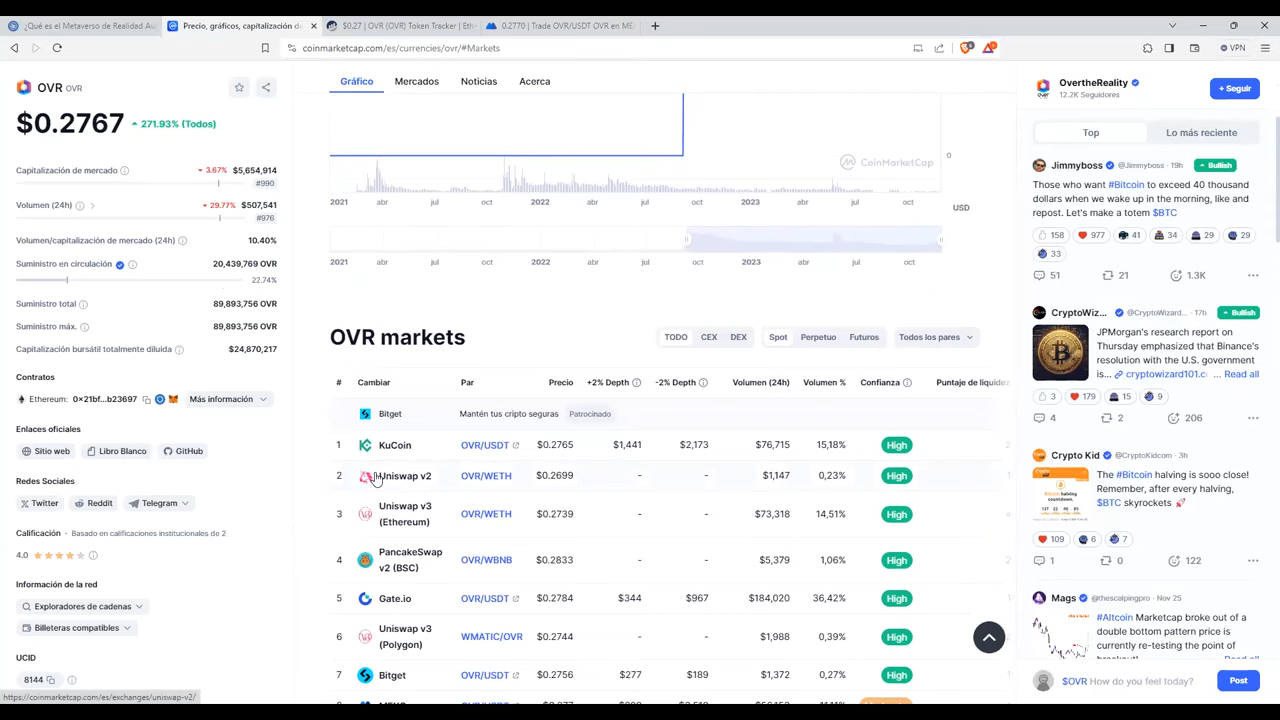 ¿Qué es el Metaverso de Realidad Au
Precio, gráficos, capitalización de
$0.27 | OVR (OVR) Token Tracker | Eth
0.2770 | Trade OVR/USDT OVR en ME
coinmarketcap.com/es/currencies/ovr/#Markets
VPN
OVR OVR
$0.2767 271.93% (Todos)
Capitalización de mercado 3.67% $5,654,914
#990
Volumen (24h) 29.77% $507,541
#976
Volumen/capitalización de mercado (24h) 10.40%
Suministro en circulación 20,439,769 OVR
22.74%
Suministro total 89,893,756 OVR
Suministro máx. 89,893,756 OVR
Capitalización bursátil totalmente diluida $24,870,217
Contratos
Ethereum: 0x21bf...b23697 Más información
Enlaces oficiales
Sitio web Libro Blanco GitHub
Redes Sociales
Twitter Reddit Telegram
Calificación · Basado en calificaciones institucionales de 2
4.0
Información de la red
Exploradores de cadenas
Billeteras compatibles
UCID
8144
https://coinmarketcap.com/es/exchanges/uniswap-v2/
Gráfico Mercados Noticias Acerca
CoinMarketCap
0
2021 abr jul oct 2022 abr jul oct 2023 abr jul oct
USD
2021 abr jul oct 2022 abr jul oct 2023 abr jul oct
OVR markets
TODO CEX DEX Spot Perpetuo Futuros Todos los pares
# Cambiar Par Precio +2% Depth -2% Depth Volumen (24h) Volumen % Confianza Puntaje de liquidez
Bitget Mantén tus cripto seguras Patrocinado
1 KuCoin OVR/USDT $0.2765 $1,441 $2,173 $76,715 15,18% High
2 Uniswap v2 OVR/WETH $0.2699 - - $1,147 0,23% High
3 Uniswap v3 (Ethereum) OVR/WETH $0.2739 - - $73,318 14,51% High
4 PancakeSwap v2 (BSC) OVR/WBNB $0.2833 - - $5,379 1,06% High
5 Gate.io OVR/USDT $0.2784 $344 $967 $184,020 36,42% High
6 Uniswap v3 (Polygon) WMATIC/OVR $0.2744 - - $1,988 0,39% High
7 Bitget OVR/USDT $0.2756 $277 $189 $1,372 0,27% High
OvertheReality
12.2K Seguidores
+ Seguir
Top Lo más reciente
Jimmyboss @Jimmyboss · 19h Bullish
Those who want #Bitcoin to exceed 40 thousand
dollars when we wake up in the morning, like and
repost. Let's make a totem $BTC
158 977 41 34 29 29
33
51 21 1.3K
CryptoWiz... @CryptoWizard... · 17h Bullish
JPMorgan's research report on
Thursday emphasized that Binance's
resolution with the U.S. government
is... cryptowizard101.c... ... Read all
3 179 15 9
4 2 206
Crypto Kid @CryptoKidcom · 3h
The #Bitcoin halving is sooo close!
Remember, after every halving,
$BTC skyrockets
109 6 7
1 0 122
Mags @thescalpingpro · Nov 25
#Altcoin Marketcap broke out of a
double bottom pattern price is
currently re-testing the point of
$OVR How do you feel today? Post